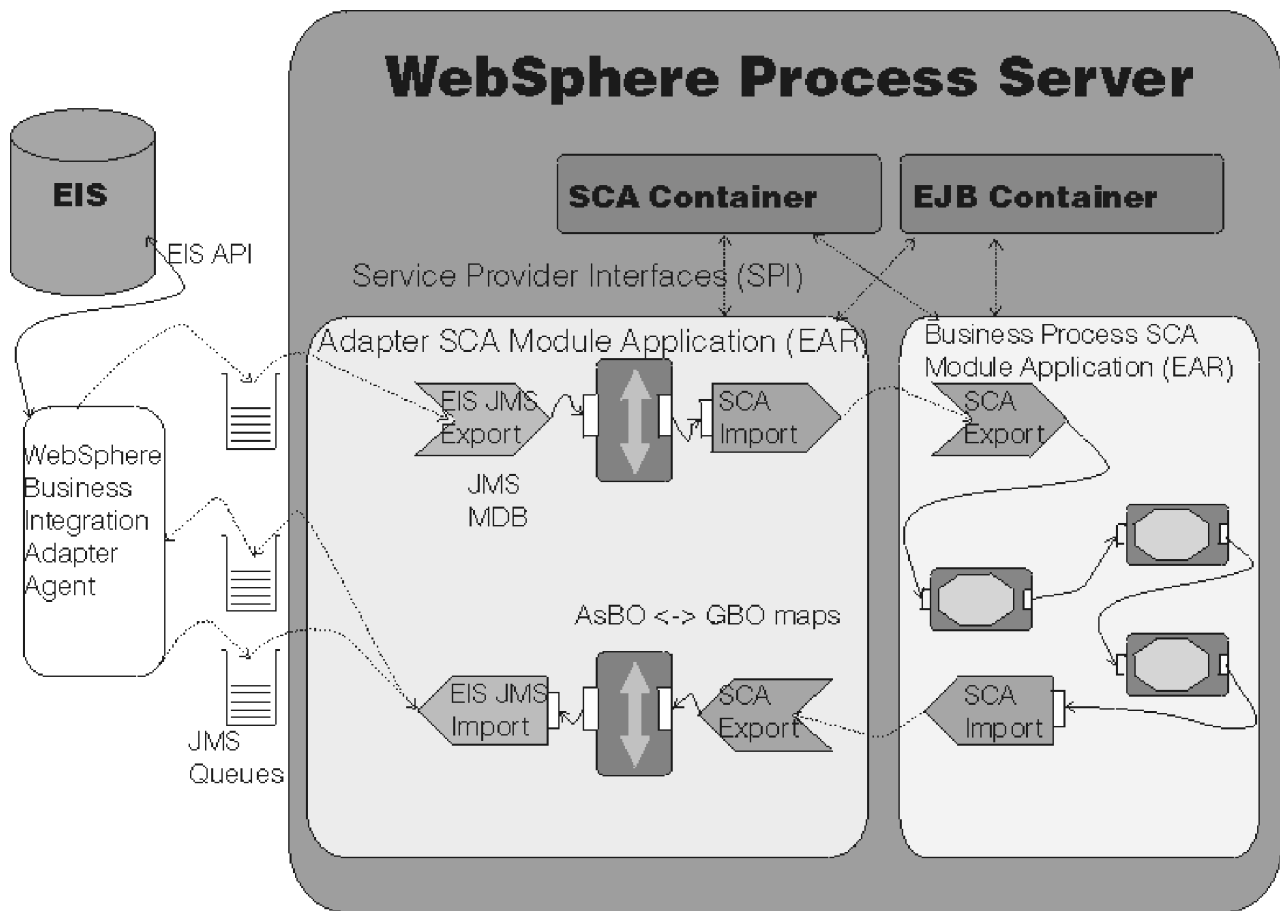 WebSphere Process Server
EIS
SCA Container
EJB Container
EIS API
Service Provider Interfaces (SPI)
Adapter SCA Module Application (EAR)
Business Process SCA
Module Application (EAR)
EIS JMS
Export
SCA
Import
SCA
Export
WebSphere
Business
Integration
Adapter
Agent
JMS
MDB
AsBO <-> GBO maps
EIS JMS
Import
SCA
Export
SCA
Import
JMS
Queues